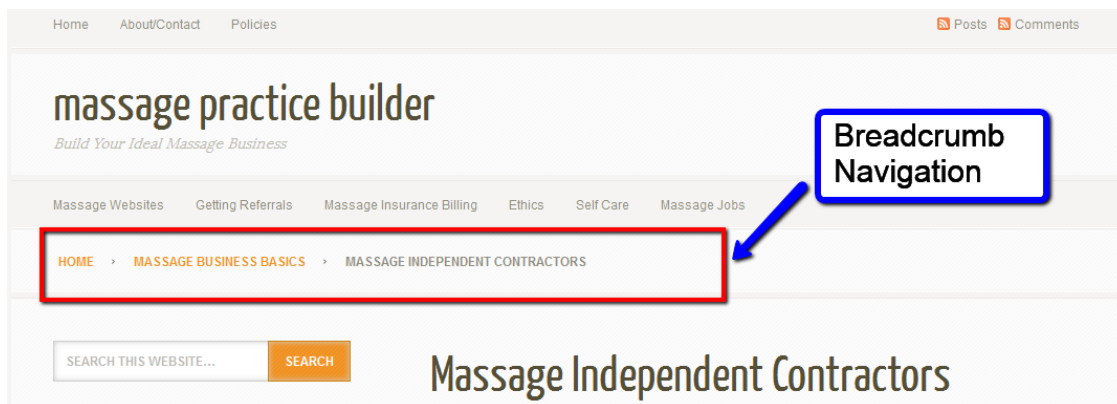 Home About/Contact Policies Posts Comments
massage practice builder
Build Your Ideal Massage Business
Breadcrumb
Navigation
Massage Websites Getting Referrals Massage Insurance Billing Ethics Self Care Massage Jobs
HOME › MASSAGE BUSINESS BASICS › MASSAGE INDEPENDENT CONTRACTORS
SEARCH THIS WEBSITE... SEARCH
Massage Independent Contractors